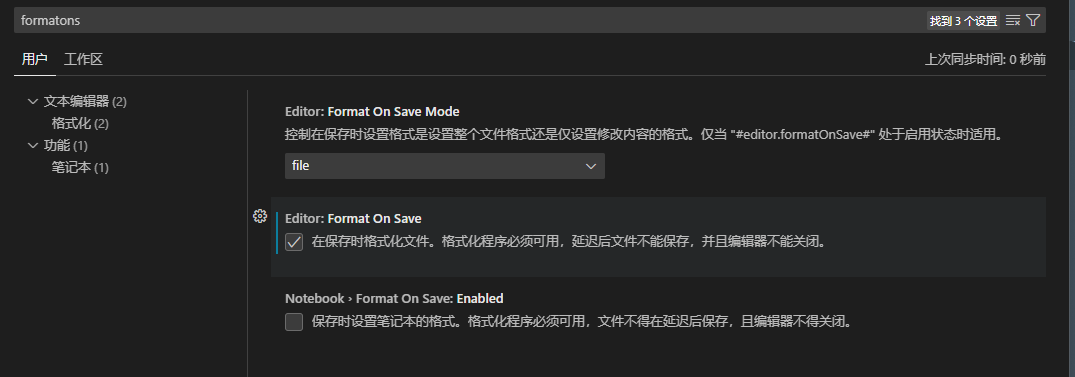 formatons
找到 3 个设置
用户 工作区
上次同步时间: 0 秒前
文本编辑器 (2)
格式化 (2)
功能 (1)
笔记本 (1)
Editor: Format On Save Mode
控制在保存时设置格式是设置整个文件格式还是仅设置修改内容的格式。仅当 "#editor.formatOnSave#" 处于启用状态时适用。
file
Editor: Format On Save
在保存时格式化文件。格式化程序必须可用，延迟后文件不能保存，并且编辑器不能关闭。
Notebook › Format On Save: Enabled
保存时设置笔记本的格式。格式化程序必须可用，文件不得在延迟后保存，且编辑器不得关闭。